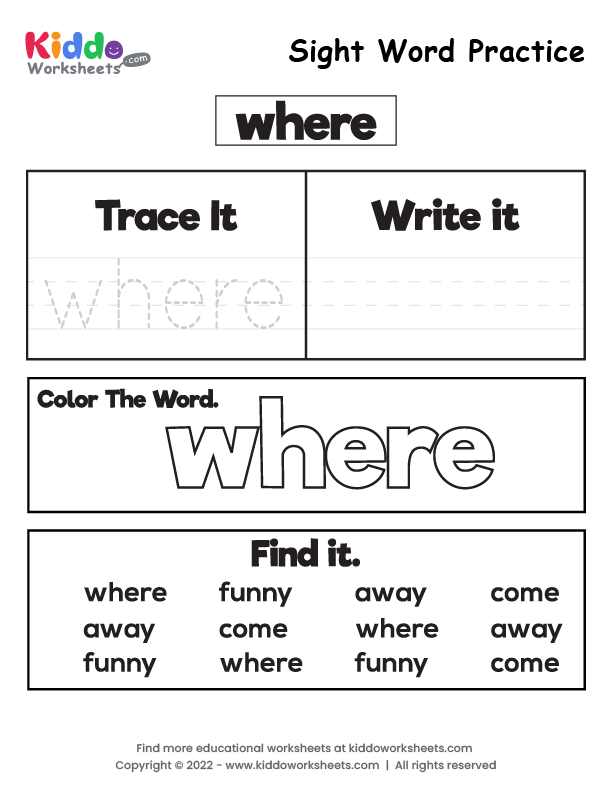 Kiddo
Worksheets .com
Sight Word Practice
where
Trace It
Write it
where
Color The Word.
where
Find it.
where funny away come
away come where away
funny where funny come
Find more educational worksheets at kiddoworksheets.com
Copyright © 2022 - www.kiddoworksheets.com | All rights reserved